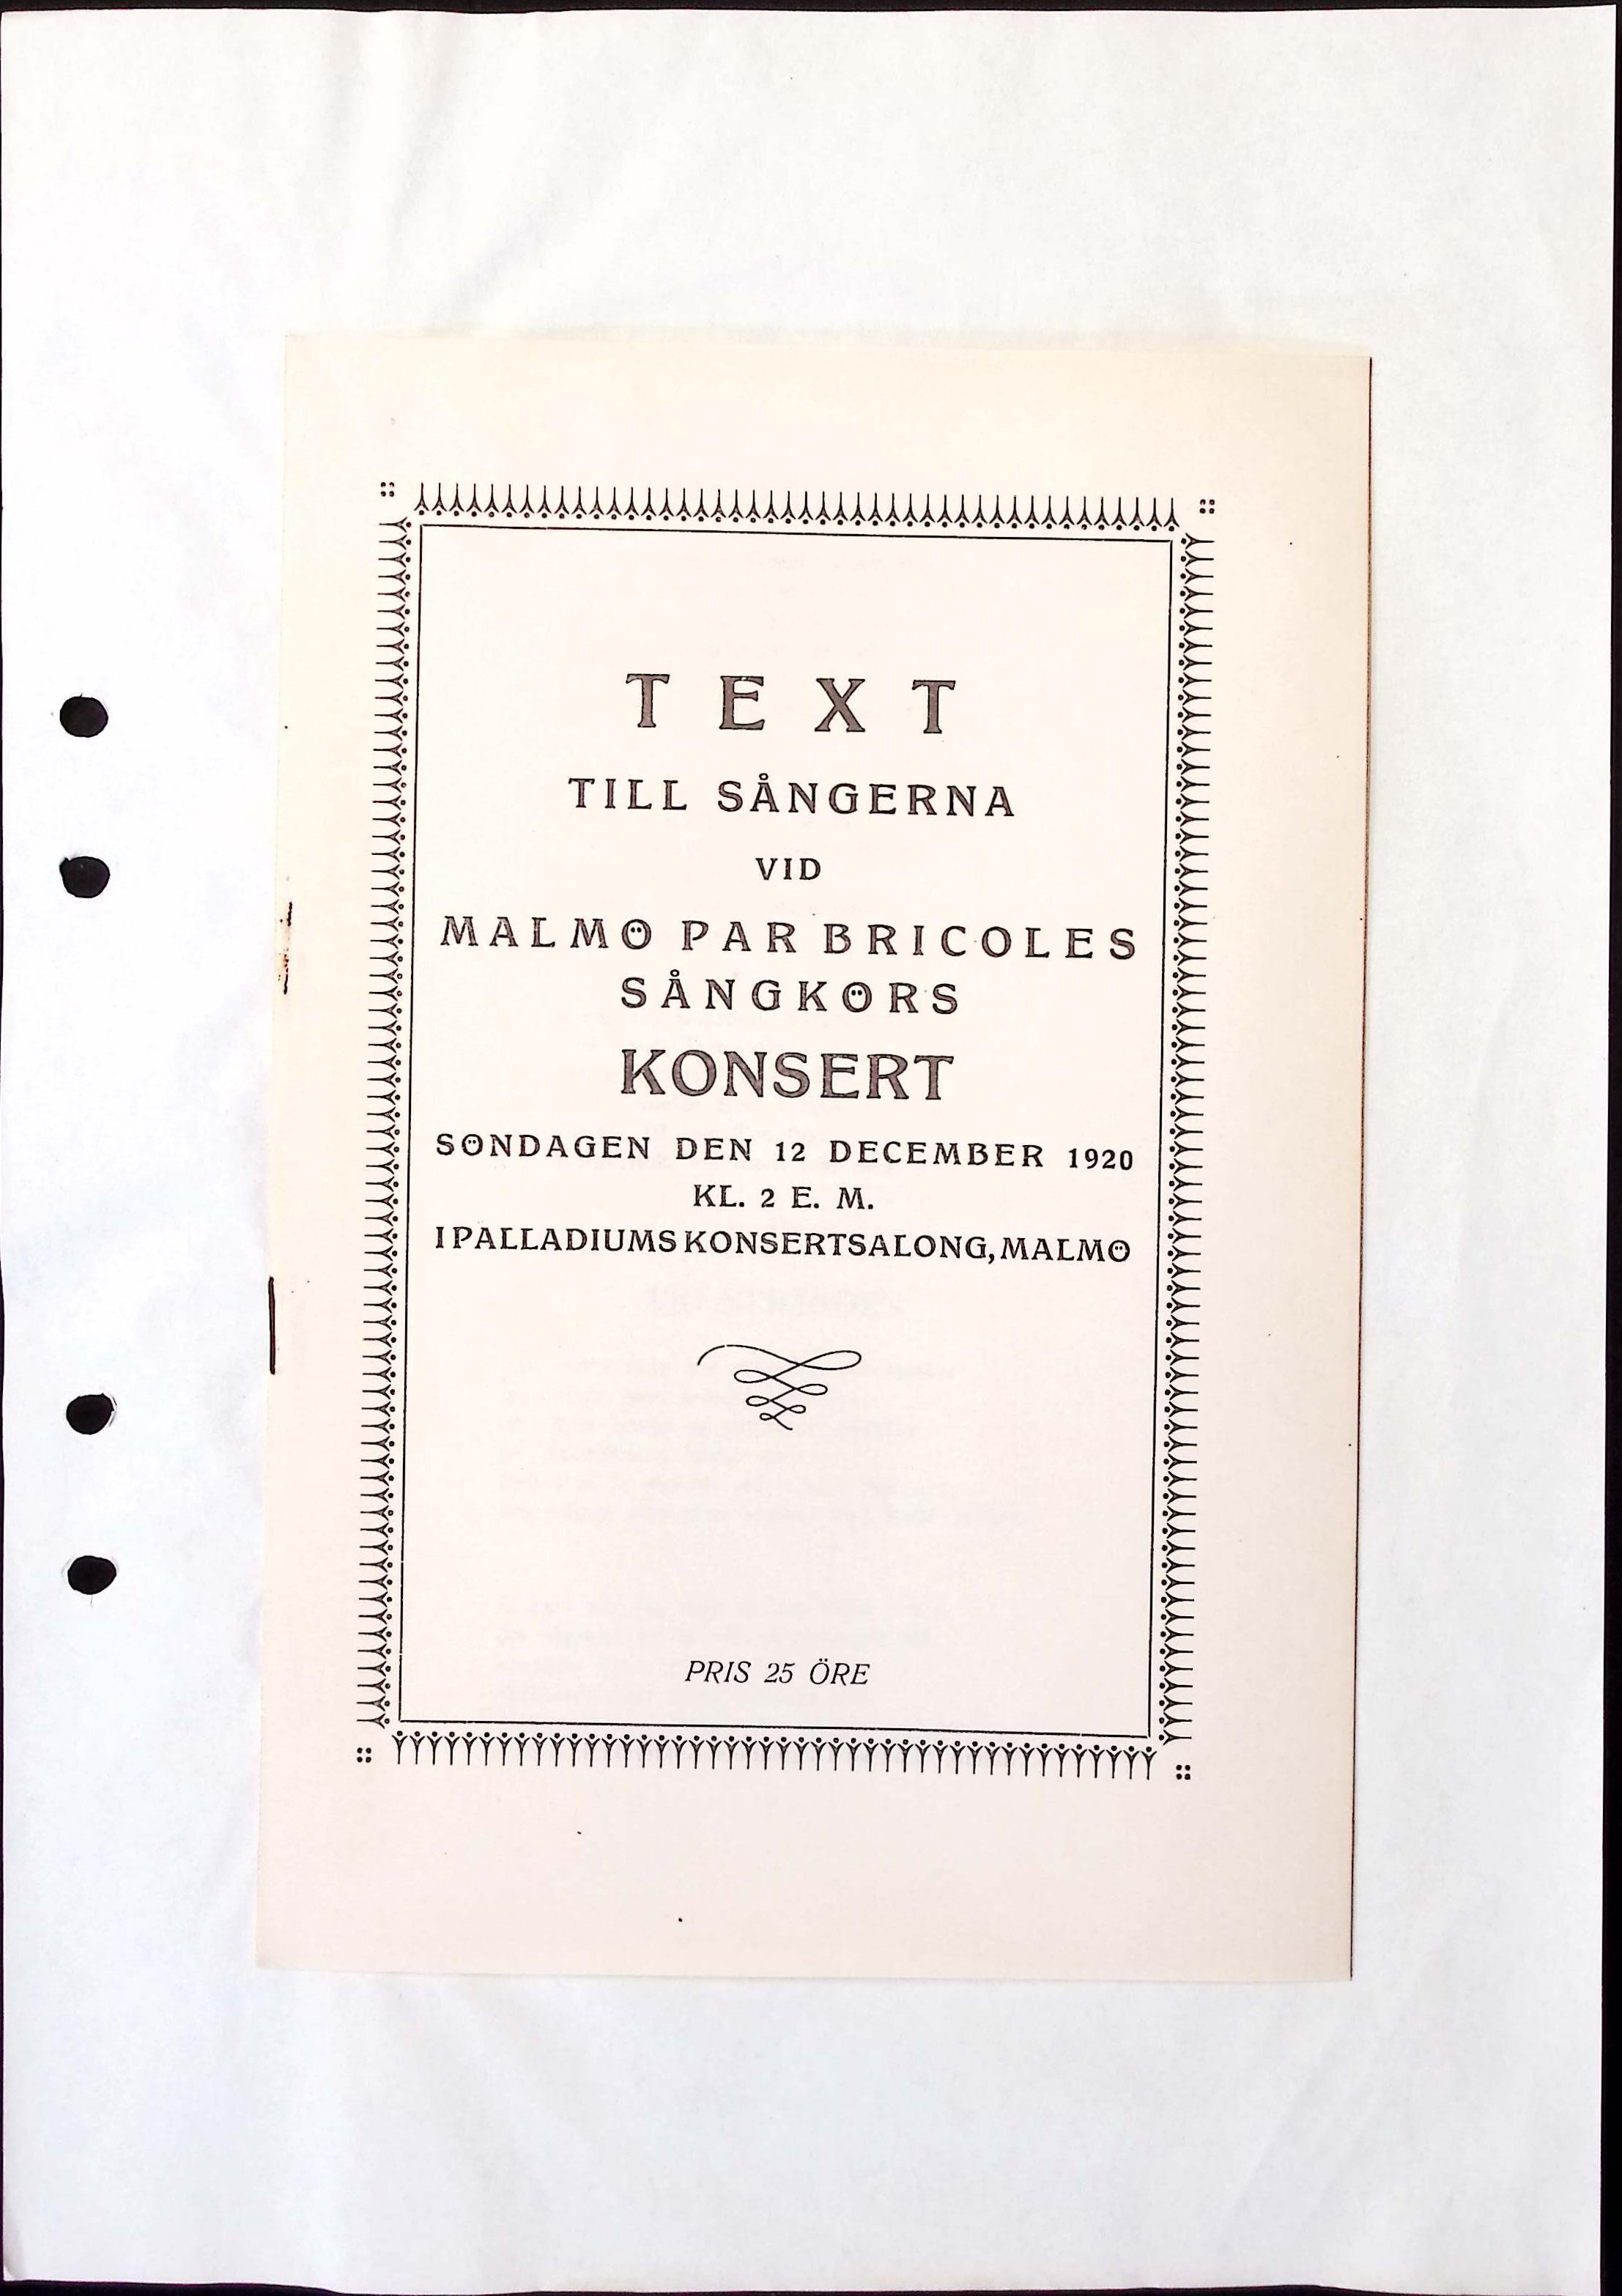 TEXT
TILL SÅNGERNA
VID
MALMÖ PAR BRICOLES
SÅNGKÖRS
KONSERT
SÖNDAGEN DEN 12 DECEMBER 1920
KL. 2 E. M.
I PALLADIUMS KONSERTSALONG, MALMÖ
PRIS 25 ÖRE